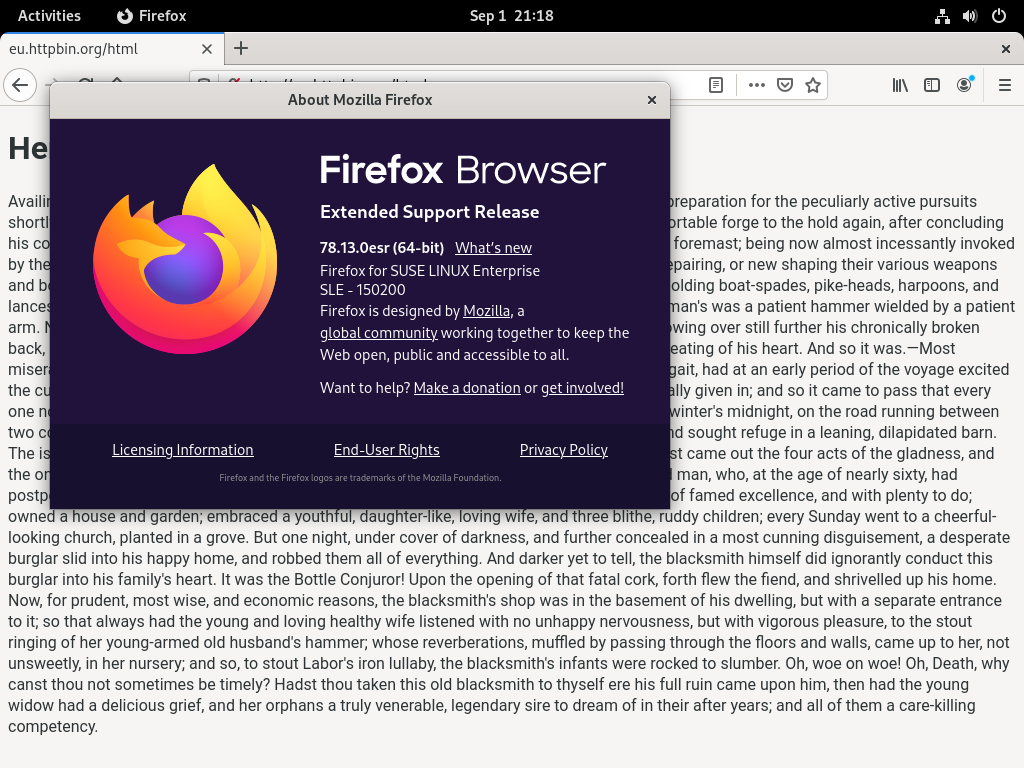 Activities Firefox Sep 1 21:18
eu.httpbin.org/html
About Mozilla Firefox
He
Firefox Browser
Extended Support Release
78.13.0esr (64-bit) What's new
Firefox for SUSE LINUX Enterprise
SLE - 150200
Firefox is designed by Mozilla, a
global community working together to keep the
Web open, public and accessible to all.
Want to help? Make a donation or get involved!
Licensing Information End-User Rights Privacy Policy
Firefox and the Firefox logos are trademarks of the Mozilla Foundation.
preparation for the peculiarly active pursuits
shortl portable forge to the hold again, after concluding
his co foremast; being now almost incessantly invoked
by the repairing, or new shaping their various weapons
and b holding boat-spades, pike-heads, harpoons, and
lances man's was a patient hammer wielded by a patient
arm. N owing over still further his chronically broken
back, eating of his heart. And so it was.—Most
misera gait, had at an early period of the voyage excited
the cu ally given in; and so it came to pass that every
one no winter's midnight, on the road running between
two co nd sought refuge in a leaning, dilapidated barn.
The is st came out the four acts of the gladness, and
the on man, who, at the age of nearly sixty, had
postp of famed excellence, and with plenty to do;
owned a house and garden; embraced a youthful, daughter-like, loving wife, and three blithe, ruddy children; every Sunday went to a cheerful-
looking church, planted in a grove. But one night, under cover of darkness, and further concealed in a most cunning disguisement, a desperate
burglar slid into his happy home, and robbed them all of everything. And darker yet to tell, the blacksmith himself did ignorantly conduct this
burglar into his family's heart. It was the Bottle Conjuror! Upon the opening of that fatal cork, forth flew the fiend, and shrivelled up his home.
Now, for prudent, most wise, and economic reasons, the blacksmith's shop was in the basement of his dwelling, but with a separate entrance
to it; so that always had the young and loving healthy wife listened with no unhappy nervousness, but with vigorous pleasure, to the stout
ringing of her young-armed old husband's hammer; whose reverberations, muffled by passing through the floors and walls, came up to her, not
unsweetly, in her nursery; and so, to stout Labor's iron lullaby, the blacksmith's infants were rocked to slumber. Oh, woe on woe! Oh, Death, why
canst thou not sometimes be timely? Hadst thou taken this old blacksmith to thyself ere his full ruin came upon him, then had the young
widow had a delicious grief, and her orphans a truly venerable, legendary sire to dream of in their after years; and all of them a care-killing
competency.